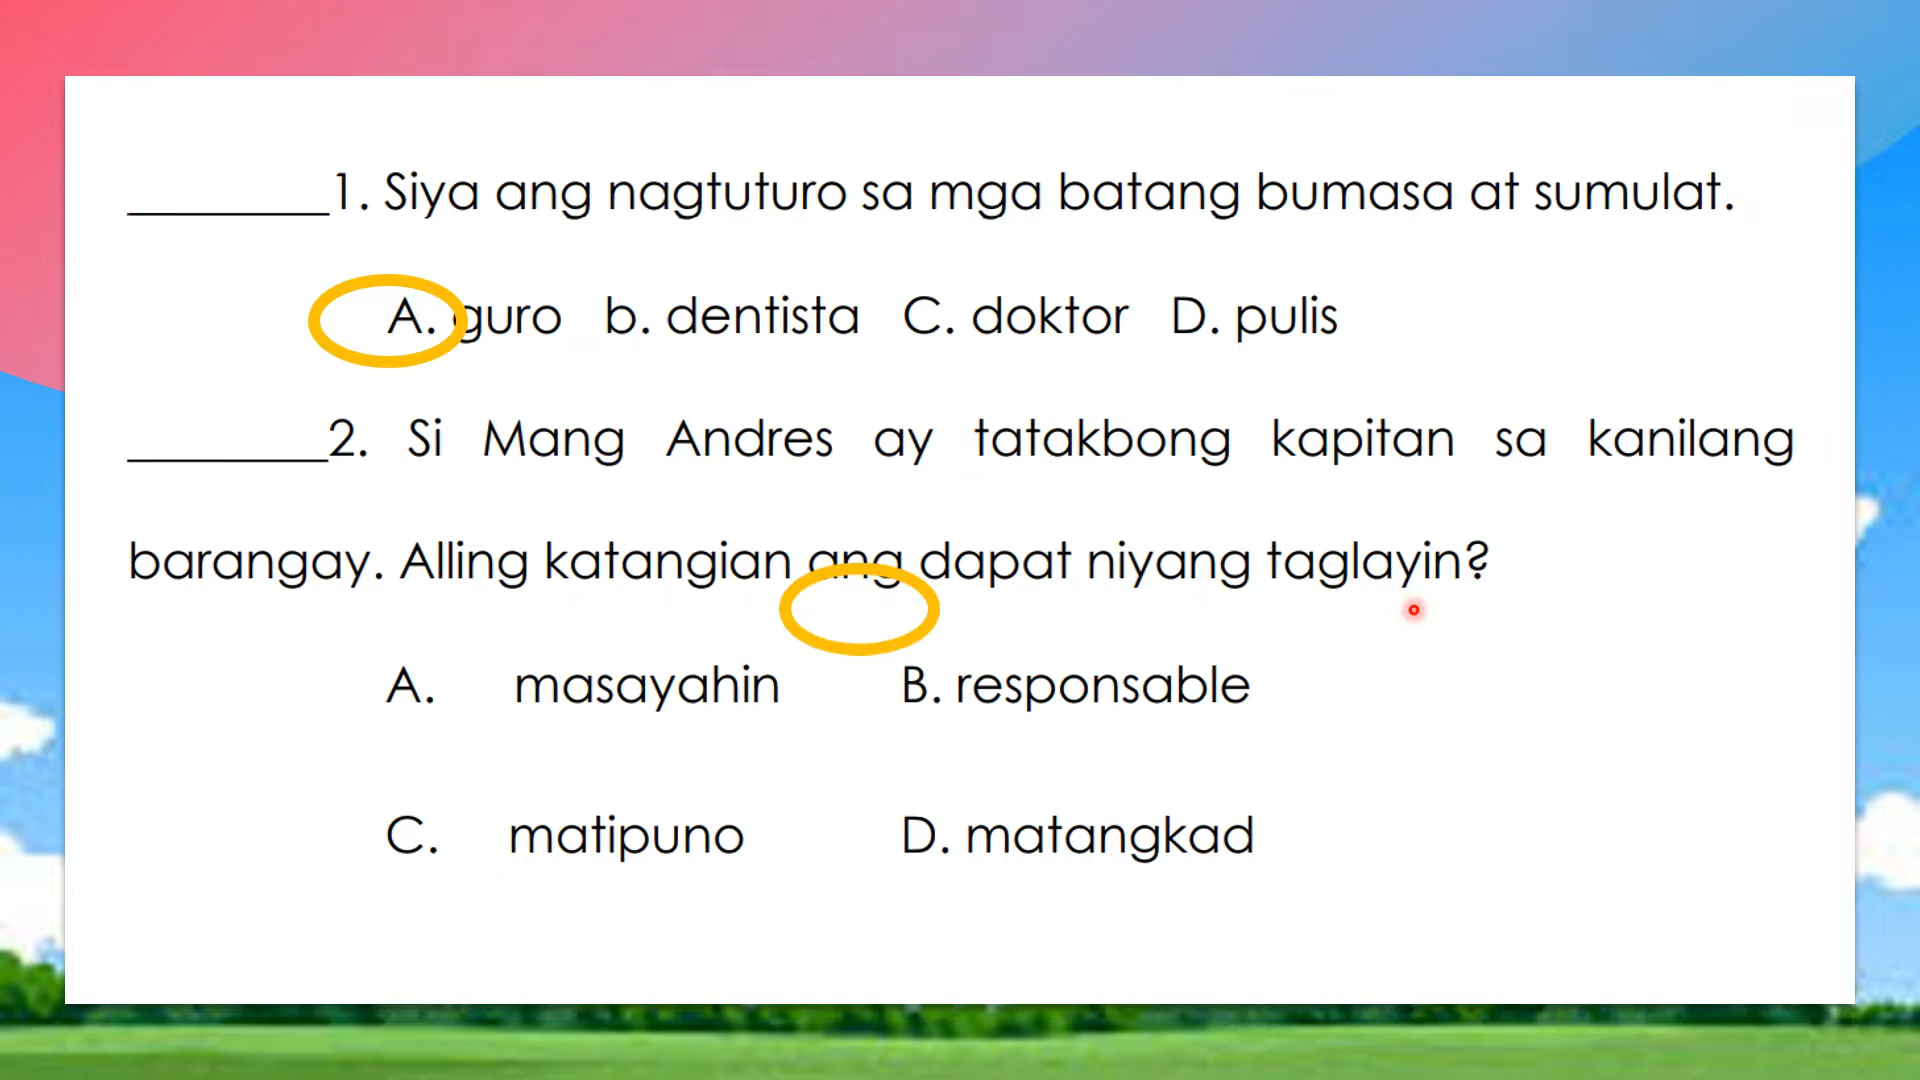 ________1. Siya ang nagtuturo sa mga batang bumasa at sumulat.
A. guro b. dentista C. doktor D. pulis
________2. Si Mang Andres ay tatakbong kapitan sa kanilang
barangay. Alling katangian ang dapat niyang taglayin?
A. masayahin B. responsable
C. matipuno D. matangkad